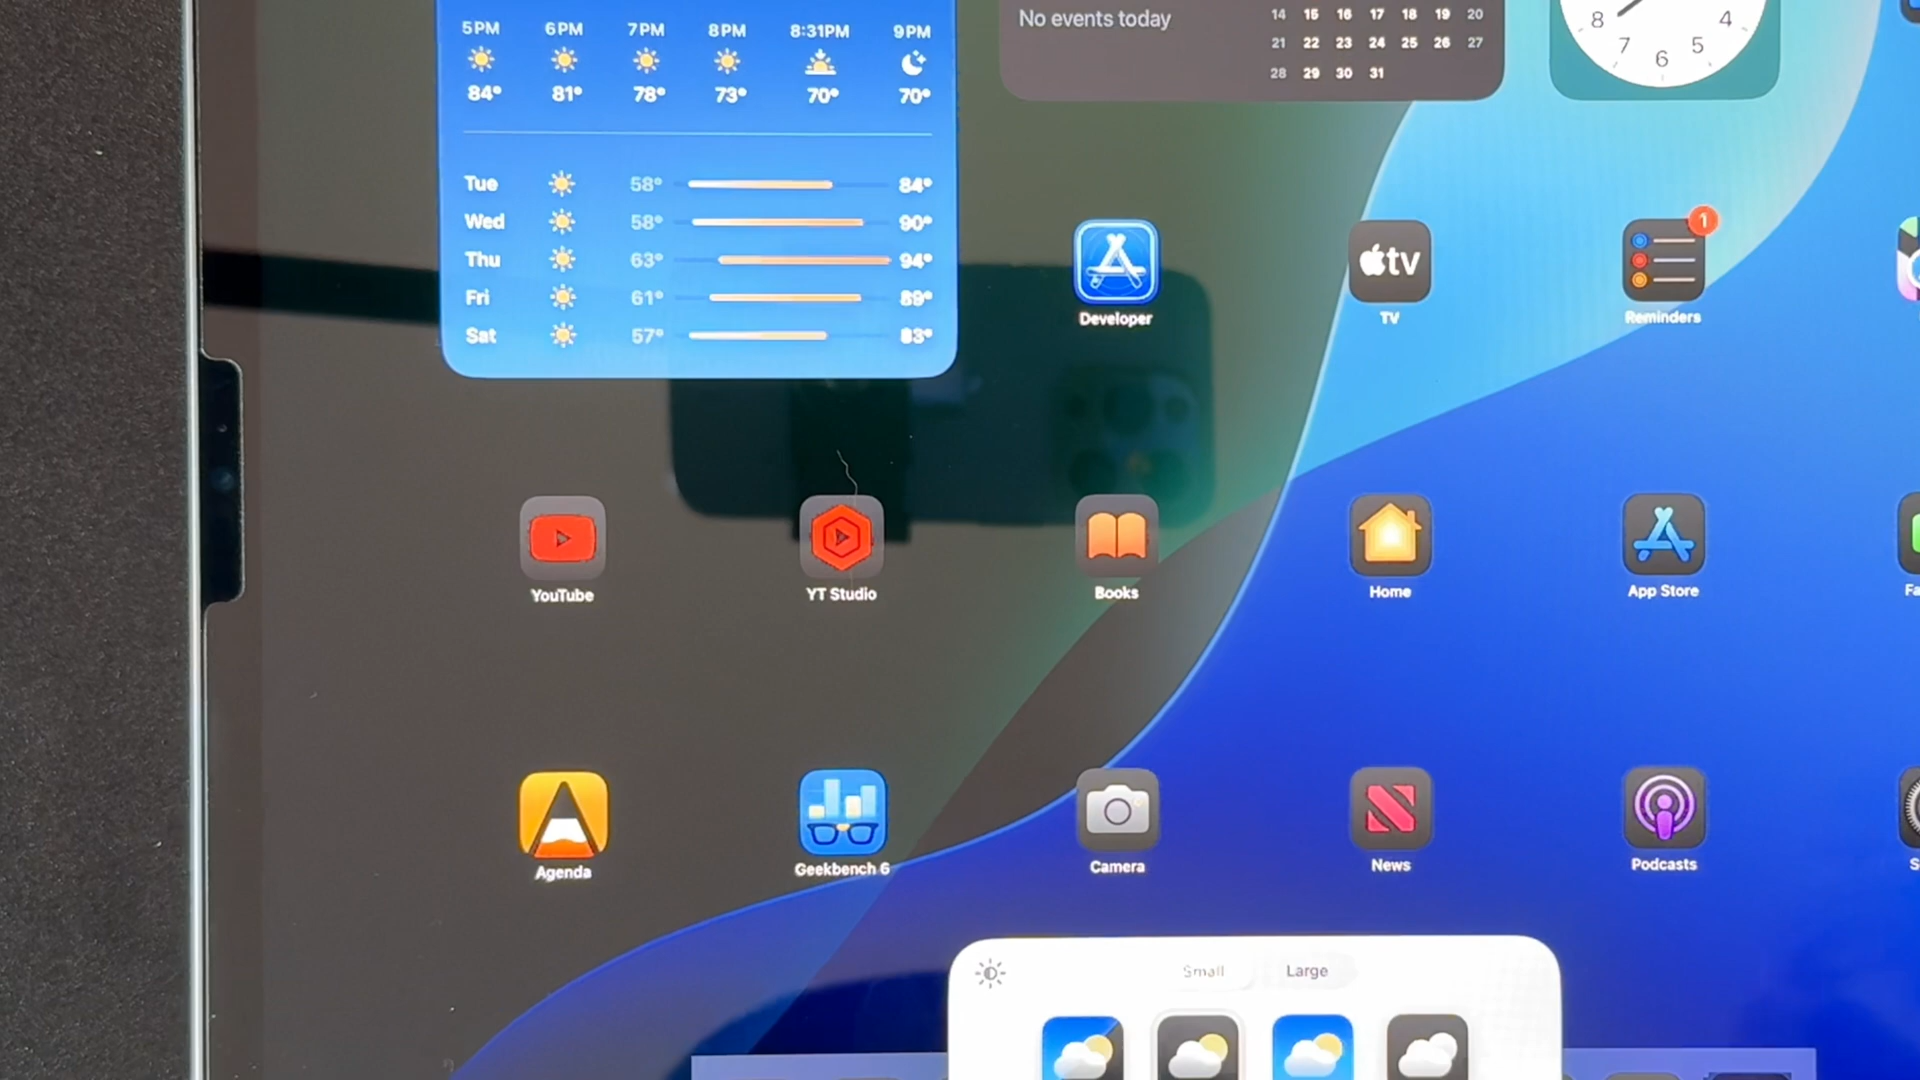 5PM 6PM 7PM 8PM 8:31PM 9PM
84° 81° 78° 73° 70° 70°
Tue 58° 84°
Wed 58° 90°
Thu 63° 94°
Fri 61° 89°
Sat 57° 83°
No events today
14 15 16 17 18 19 20
21 22 23 24 25 26 27
28 29 30 31
8 7 6 5 4
Developer
tv
TV
1
Reminders
YouTube
YT Studio
Books
Home
App Store
Agenda
Geekbench 6
Camera
News
Podcasts
Small Large